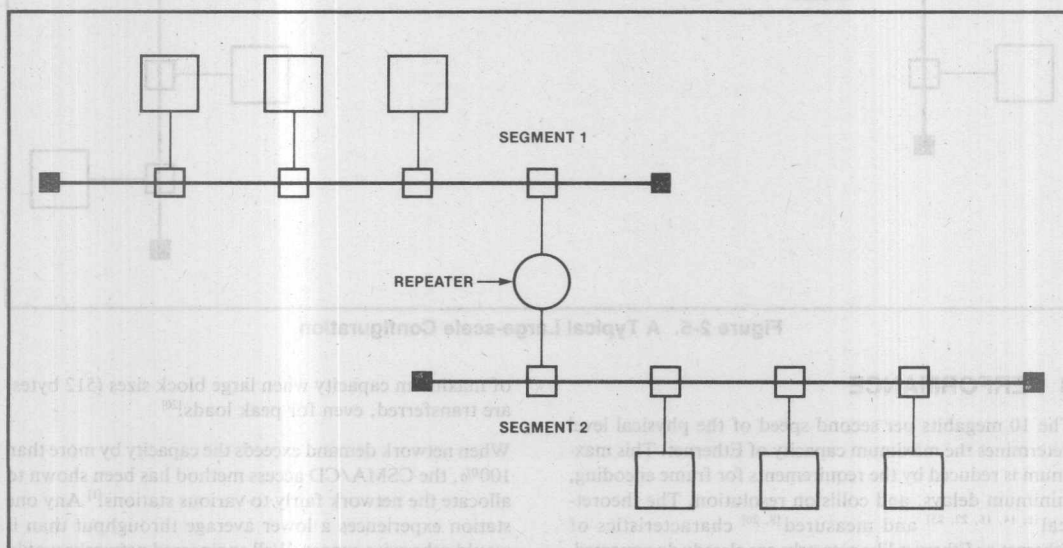 SEGMENT 1
REPEATER
Figure 2-5. A Typical Large-scale Configuration
SEGMENT 2
PERFORMANCE
The 10 megabits per second speed of the physical
determines the maximum capacity of Ethernet. This max-
imum is reduced by the requirements for frame encoding,
minimum delays, and collision resolution. The theoret-
and measured characteristics of
of maximum capacity when large block sizes (512 bytes
are transferred, even for peak loads.
When network demand exceeds the capacity by more than
100%, the CSMA/CD access method has been shown to
allocate the network fairly to various stations. Any one
station experiences a lower average throughput than